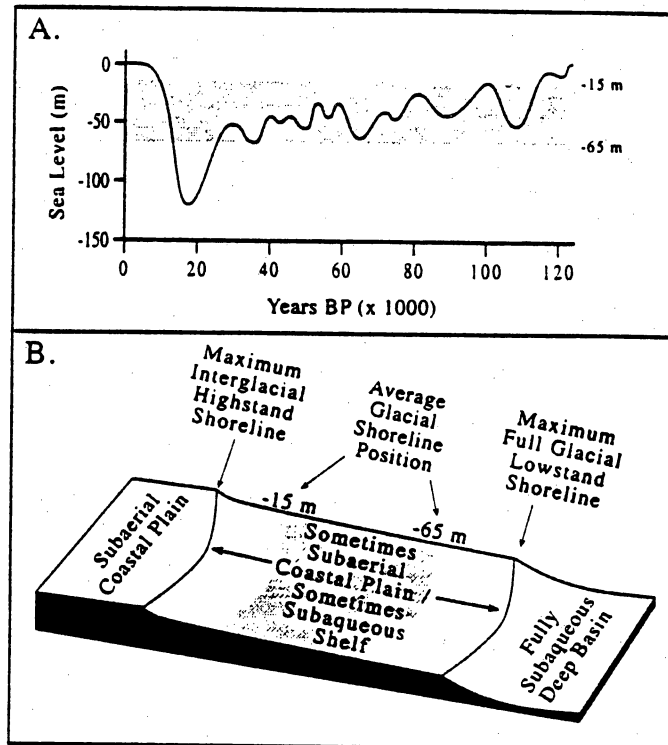 A.
Sea Level (m)
0
-50
-100
-150
-15 m
-65 m
0
20
40
60
80
100
120
Years BP (x 1000)
B.
Maximum
Interglacial
Highstand
Shoreline
Average
Glacial
Shoreline
Position
Maximum
Full Glacial
Lowstand
Shoreline
-15 m
-65 m
Subaerial
Coastal Plain
Sometimes
Subaerial
Coastal Plain /
Sometimes
Subaqueous
Shelf
Fully
Subaqueous
Deep Basin